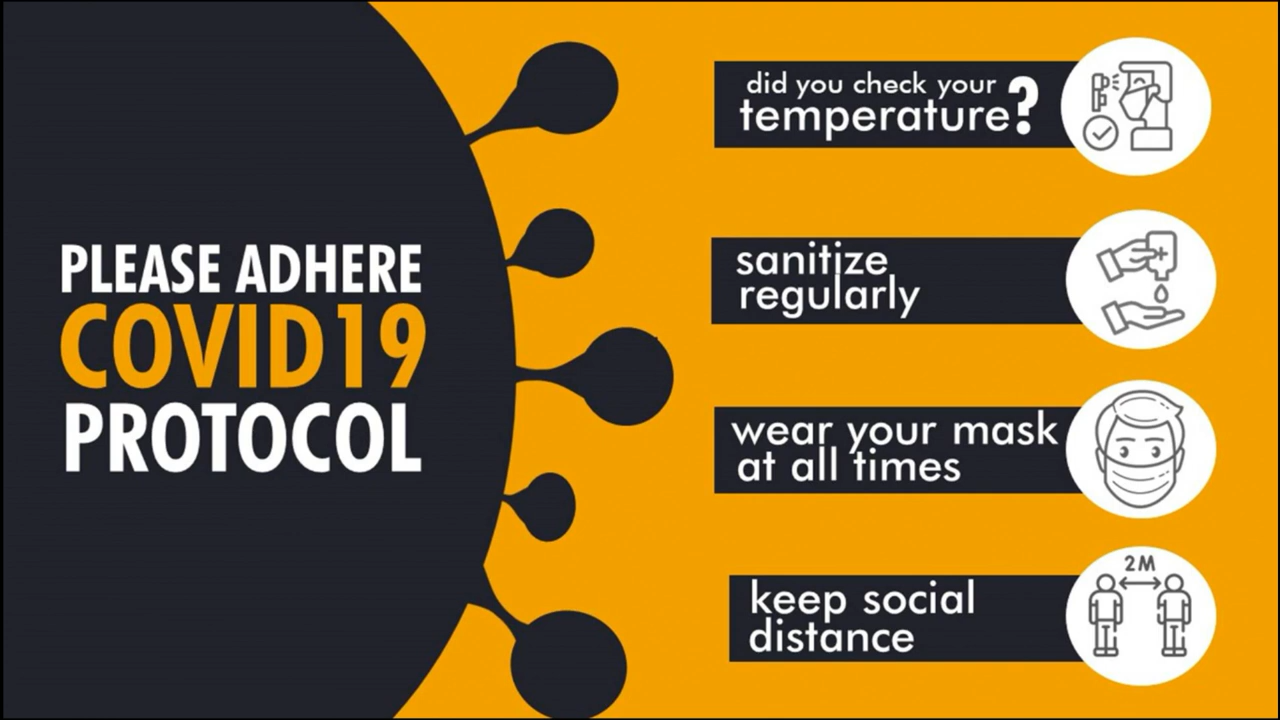 PLEASE ADHERE
COVID19
PROTOCOL
did you check your
temperature?
sanitize
regularly
wear your mask
at all times
2M
keep social
distance